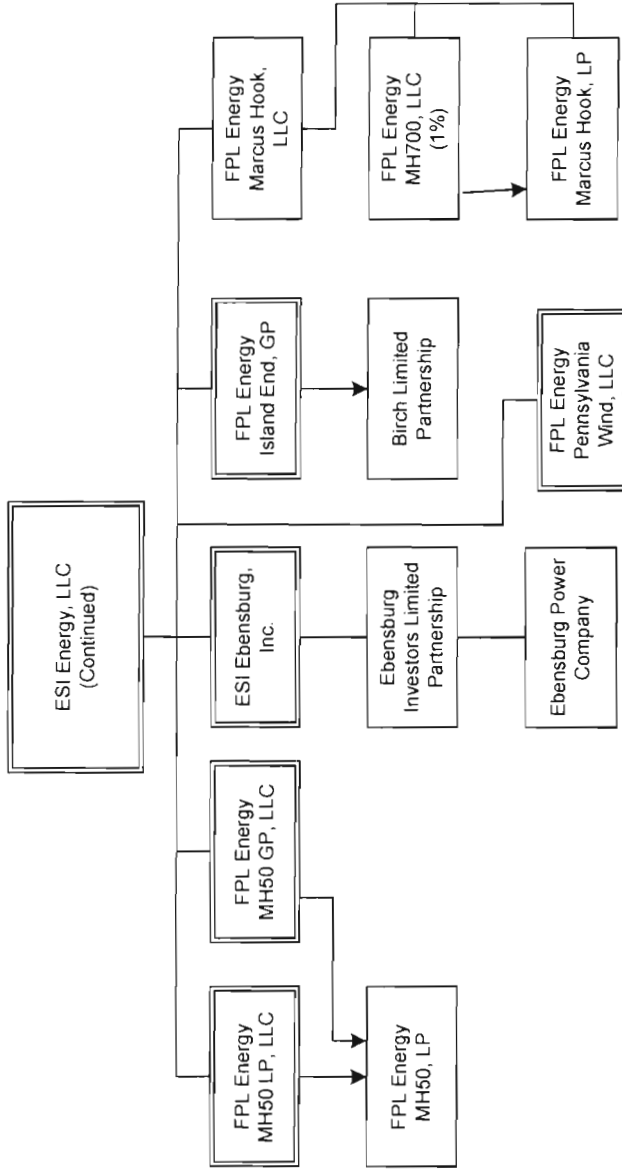 ESI Energy, LLC
(Continued)
FPL Energy
MH50 LP, LLC
FPL Energy
MH50 GP, LLC
ESI Ebensburg,
Inc.
FPL Energy
Island End, GP
FPL Energy
Marcus Hook,
LLC
FPL Energy
MH50, LP
Ebensburg
Investors Limited
Partnership
Birch Limited
Partnership
FPL Energy
MH700, LLC
(1%)
Ebensburg Power
Company
FPL Energy
Pennsylvania
Wind, LLC
FPL Energy
Marcus Hook, LP